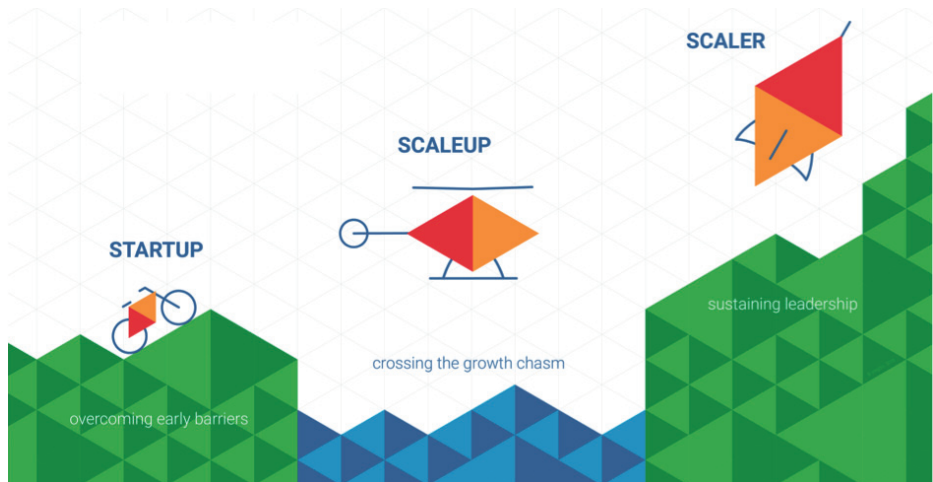 STARTUP
overcoming early barriers
SCALEUP
crossing the growth chasm
SCALER
sustaining leadership